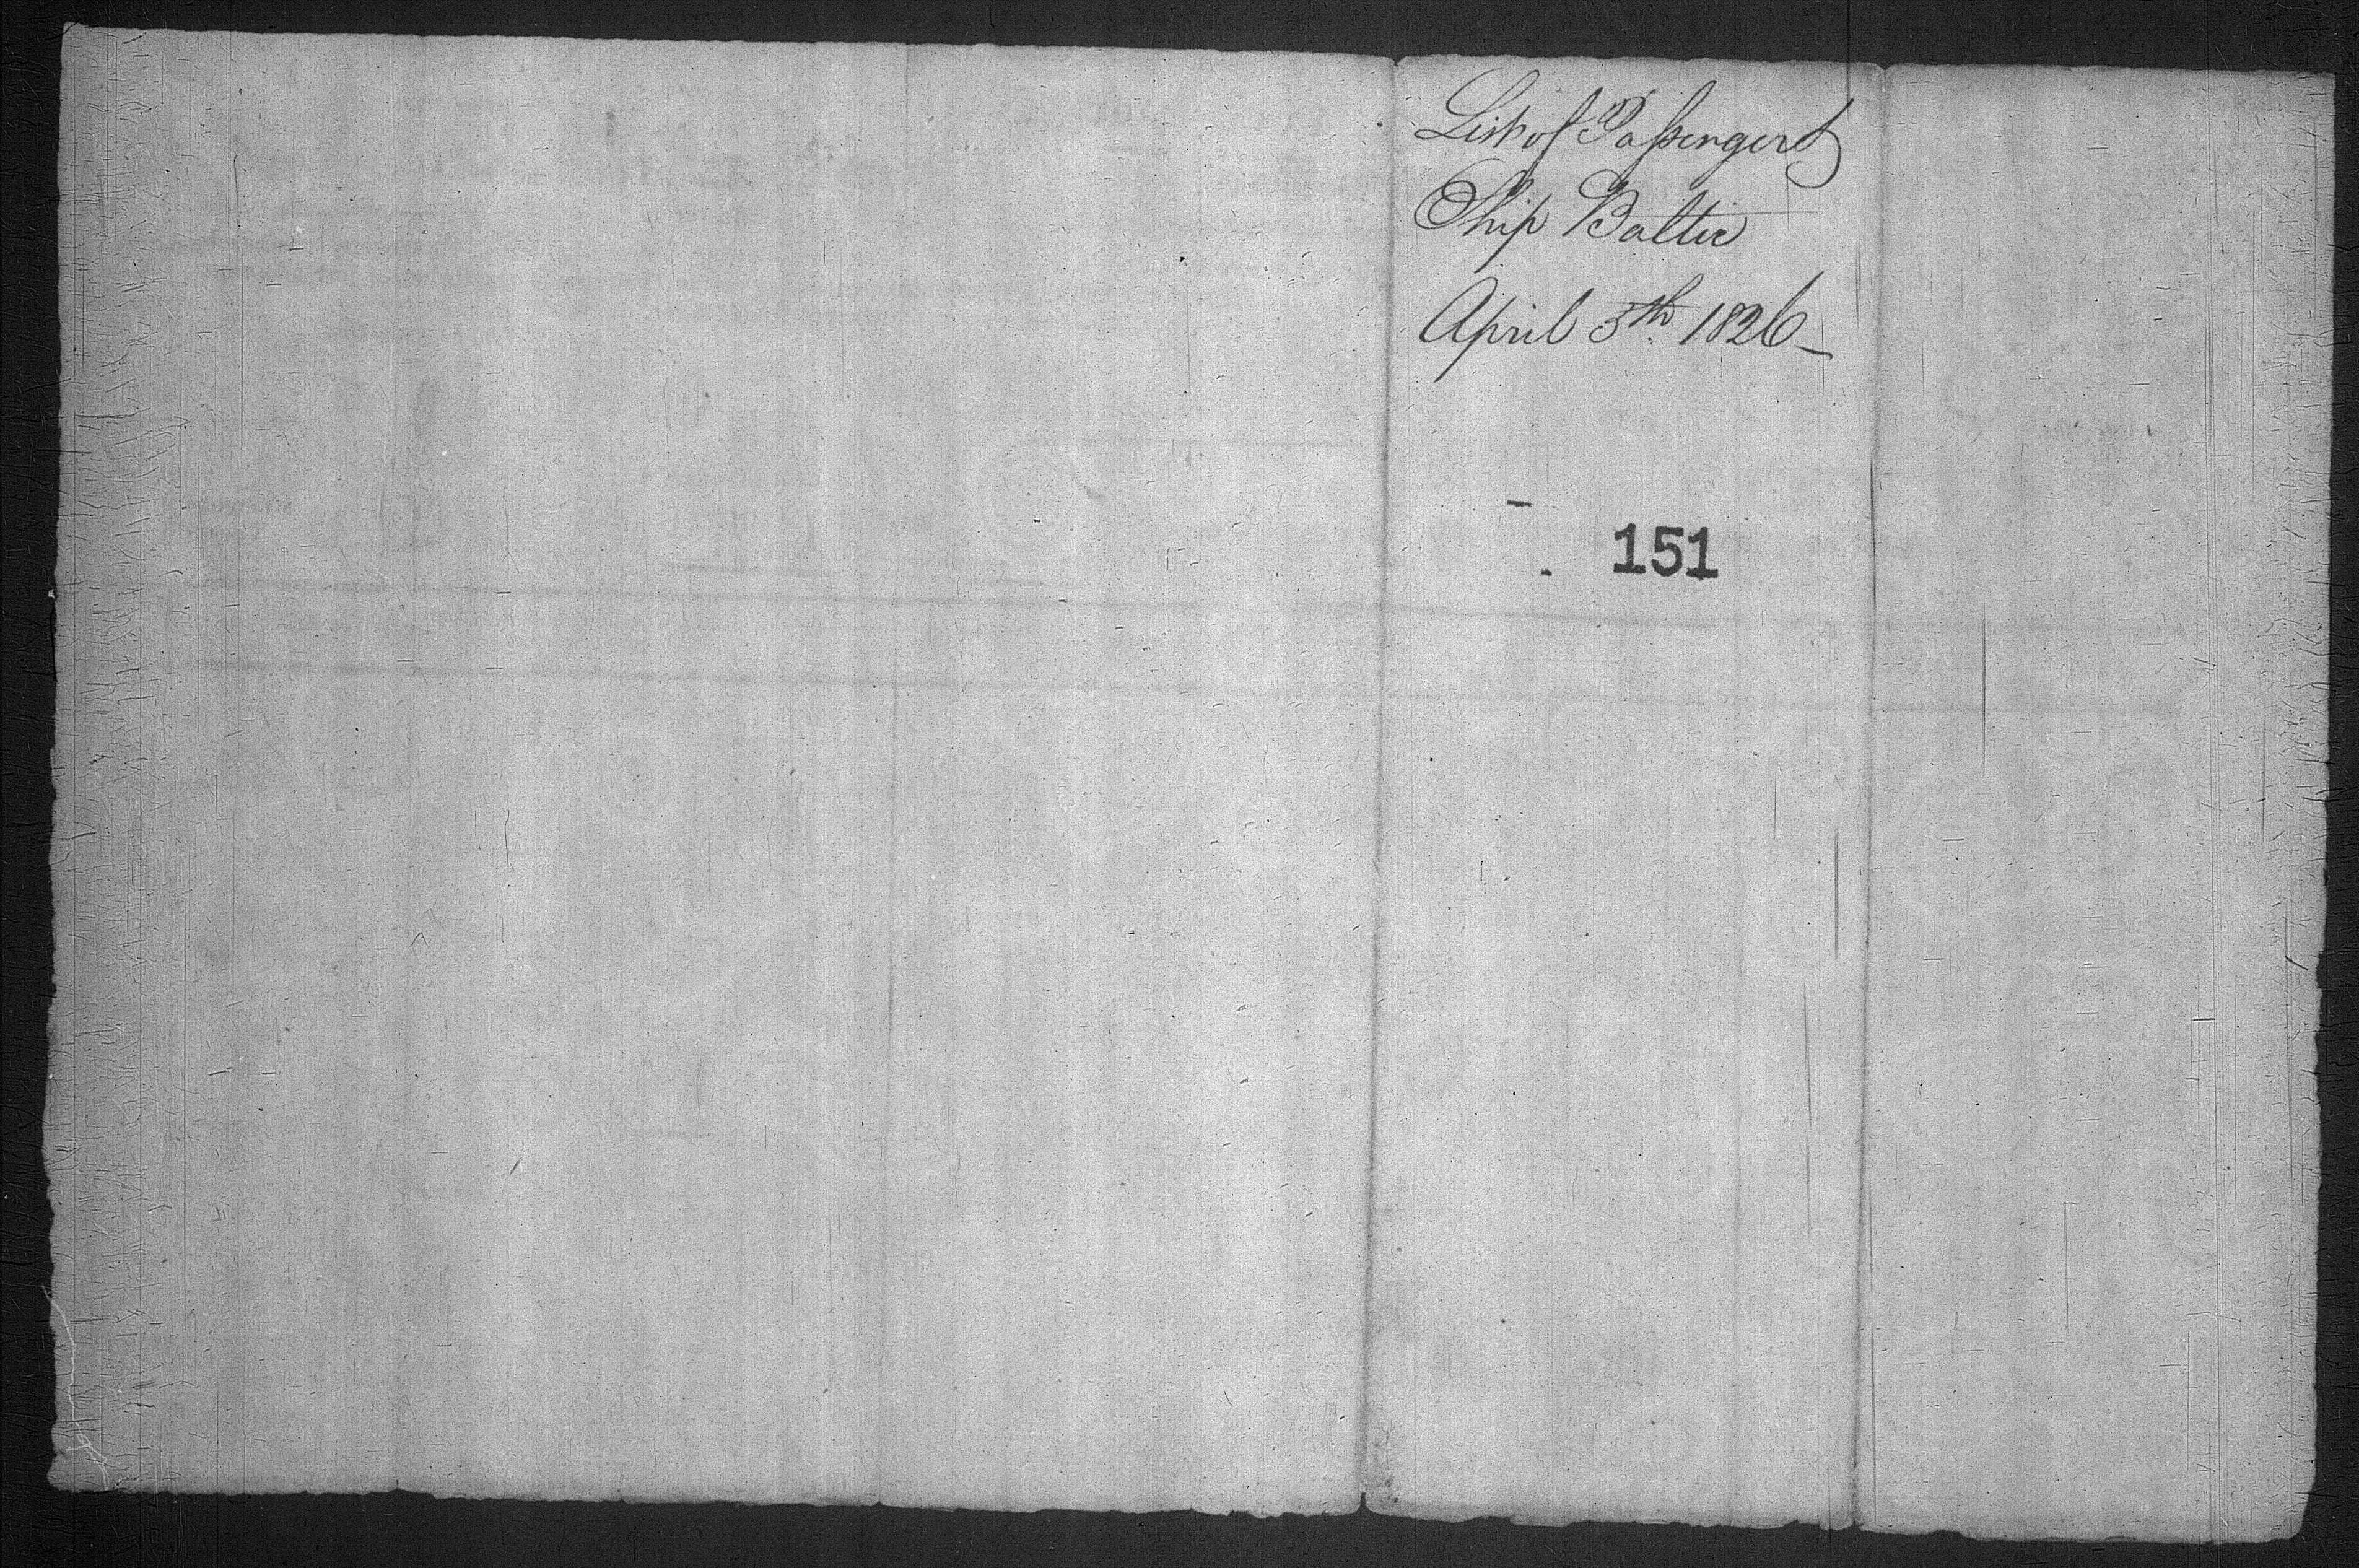 List of Passengers
Ship Baltic
April 5th 1826
151